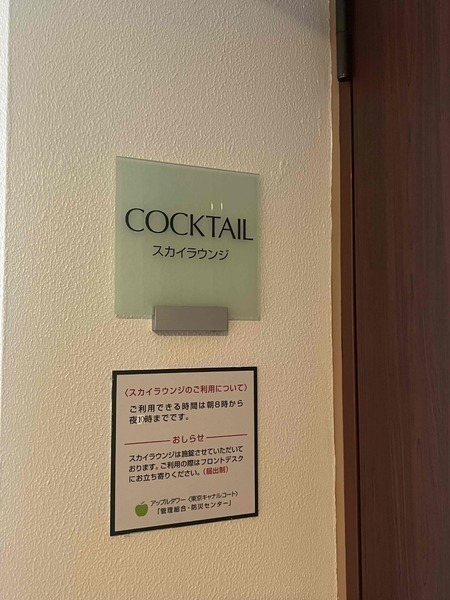 COCKTAIL
スカイラウンジ
〈スカイラウンジのご利用について〉
ご利用できる時間は朝8時から
夜10時までです。
おしらせ
スカイラウンジは施錠させていただいて
おります。ご利用の際はフロントデスク
にお立ち寄りください。(届出制)
アップルタワー〈東京キャナルコート〉
「管理組合・防災センター」